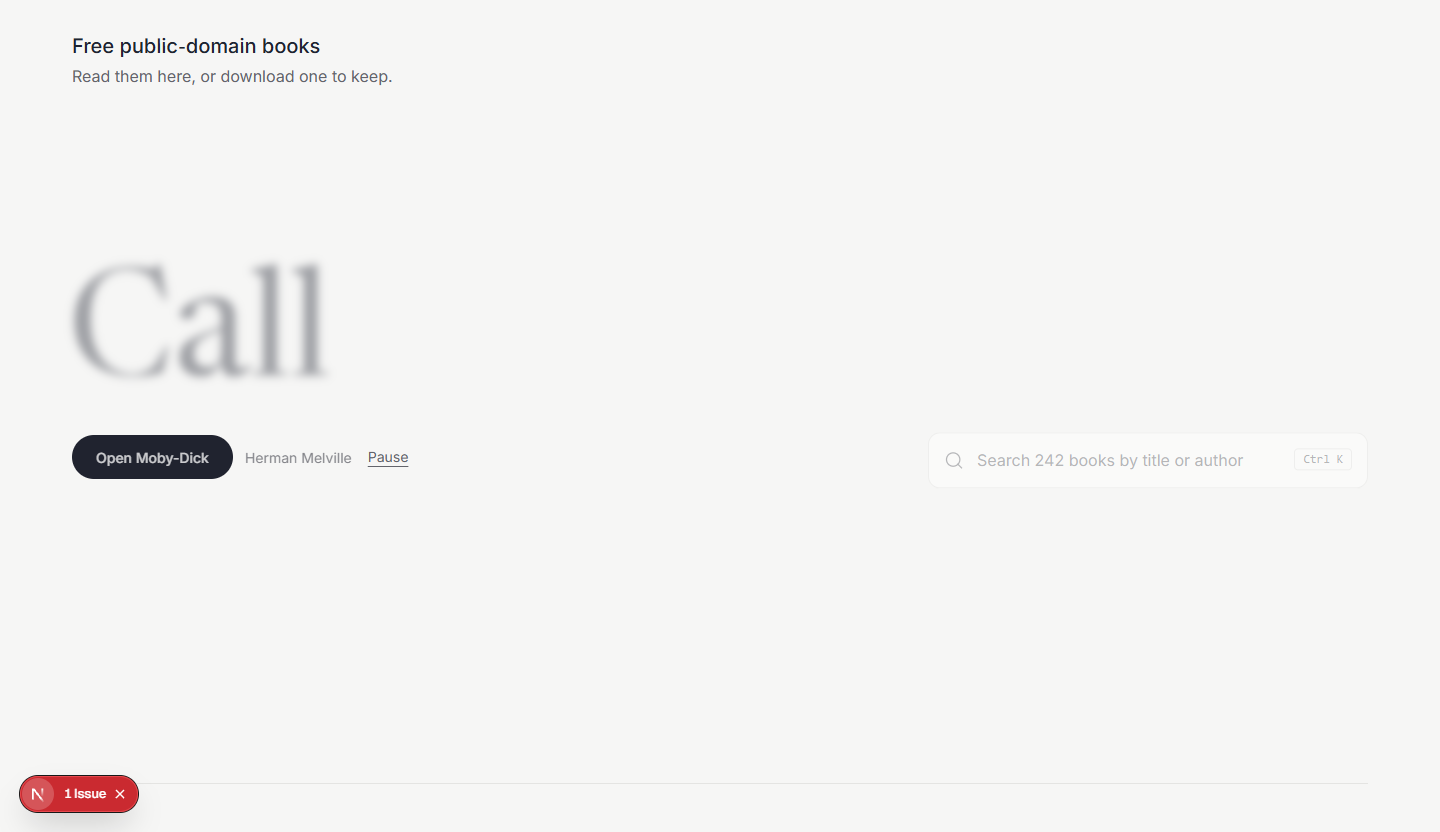 Free public-domain books
Read them here, or download one to keep.
Call
Open Moby-Dick Herman Melville Pause
Search 242 books by title or author Ctrl K
N 1 Issue